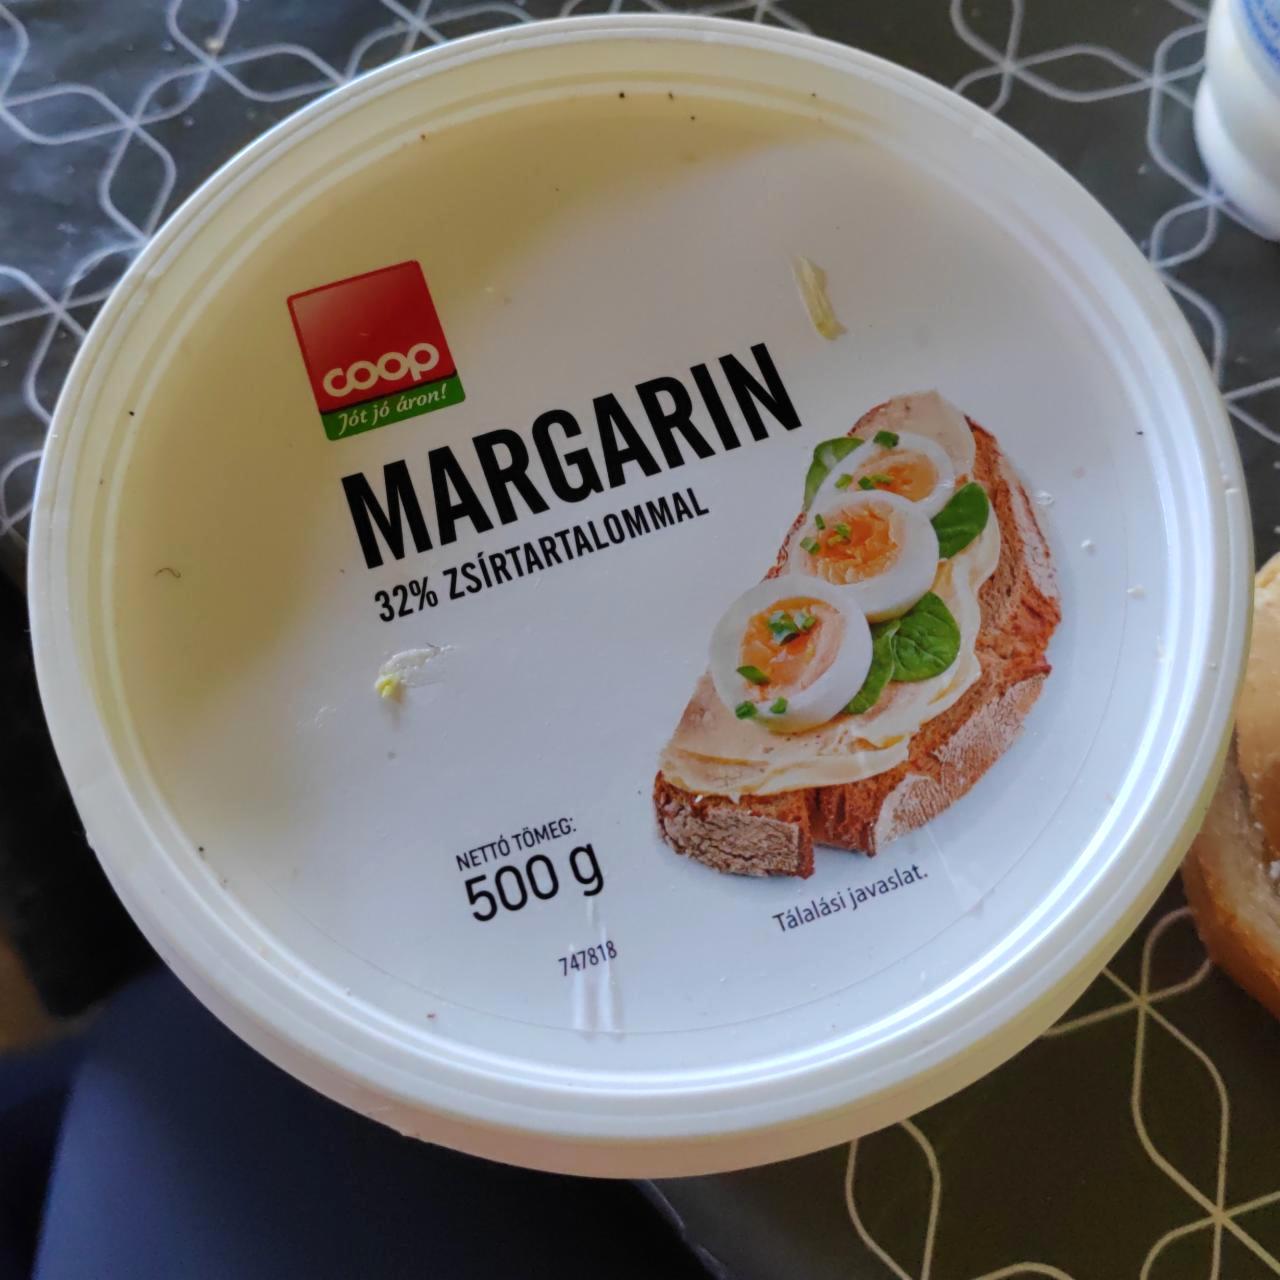 coop
Jót jó áron!
MARGARIN
32% ZSÍRTARTALOMMAL
NETTÓ TÖMEG:
500 g
747818
Tálalási javaslat.